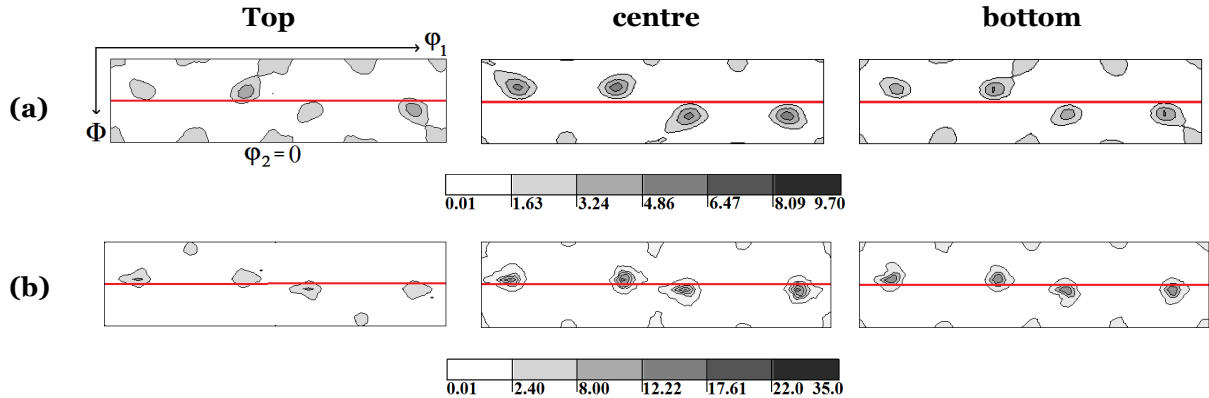 Top centre bottom
φ1
(a)
Φ
φ2 = 0
0.01 1.63 3.24 4.86 6.47 8.09 9.70
(b)
0.01 2.40 8.00 12.22 17.61 22.0 35.0